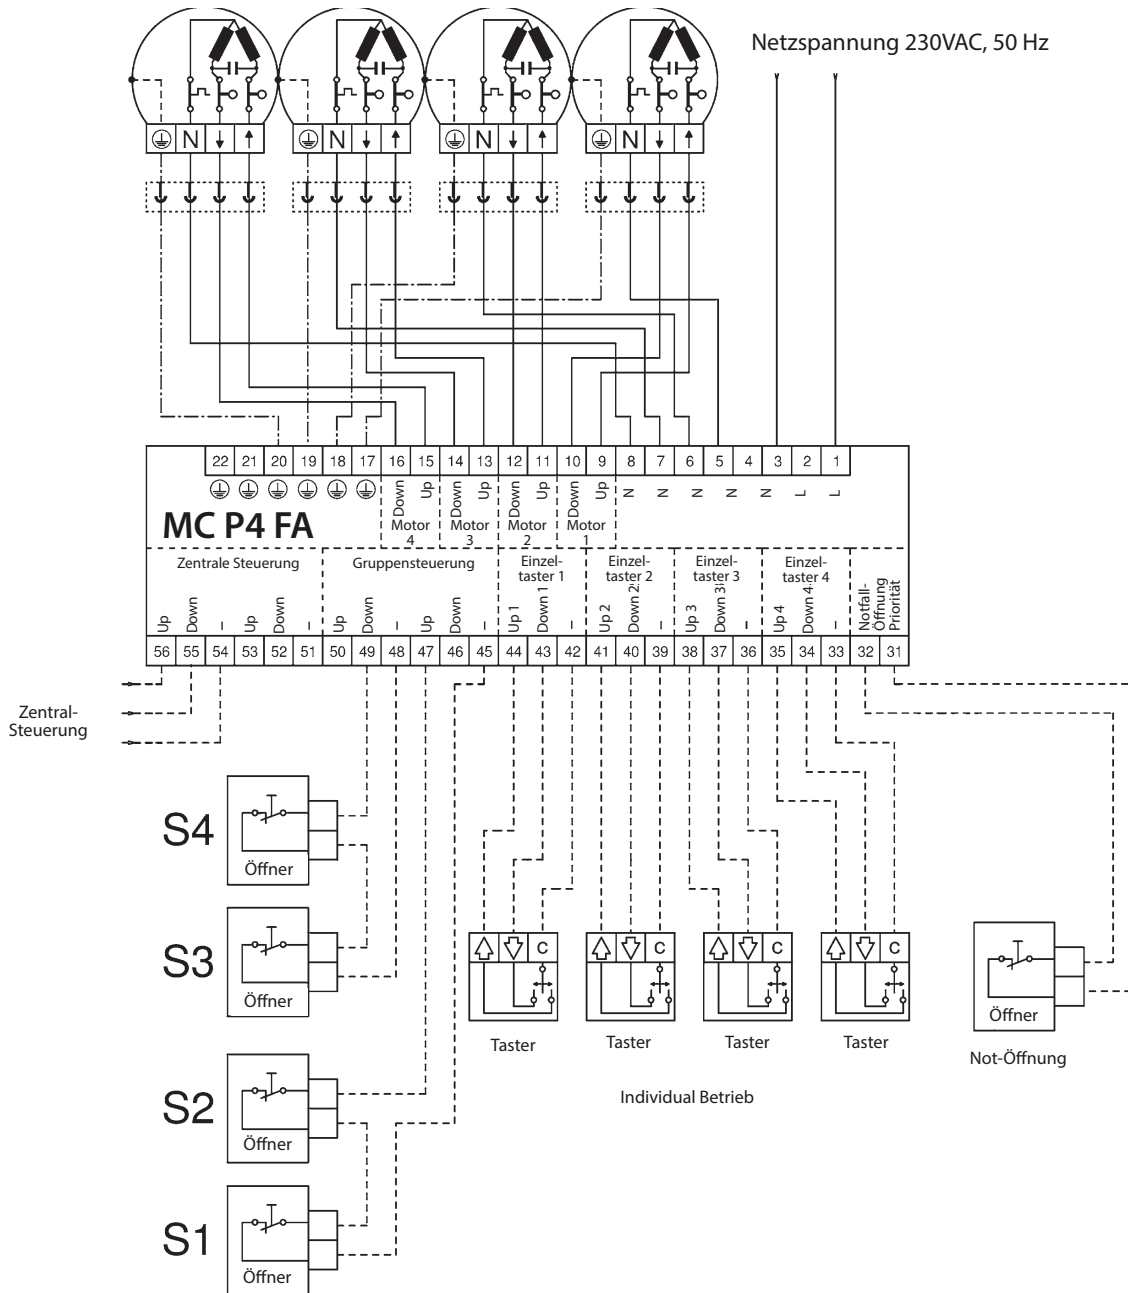 Netzspannung 230VAC, 50 Hz
N
N
N
N
22 21 20 19 18 17 16 15 14 13 12 11 10 9 8 7 6 5 4 3 2 1
Down Up Down Up Down Up Down Up N N N N N L L
Motor 4
Motor 3
Motor 2
Motor 1
MC P4 FA
Zentrale Steuerung
Gruppensteuerung
Einzel-
taster 1
Einzel-
taster 2
Einzel-
taster 3
Einzel-
taster 4
Notfall-
Öffnung
Priorität
Up Down – Up Down – Up Down – Up Down – Up 1 Down 1 – Up 2 Down 2 – Up 3 Down 3 – Up 4 Down 4 –
56 55 54 53 52 51 50 49 48 47 46 45 44 43 42 41 40 39 38 37 36 35 34 33 32 31
Zentral-
Steuerung
S4
Öffner
S3
Öffner
S2
Öffner
S1
Öffner
C
C
C
C
Taster
Taster
Taster
Taster
Individual Betrieb
Öffner
Not-Öffnung